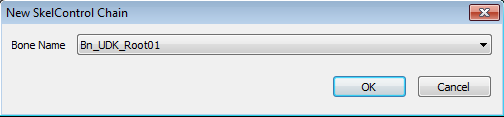 New SkelControl Chain
Bone Name Bn_UDK_Root01
OK Cancel